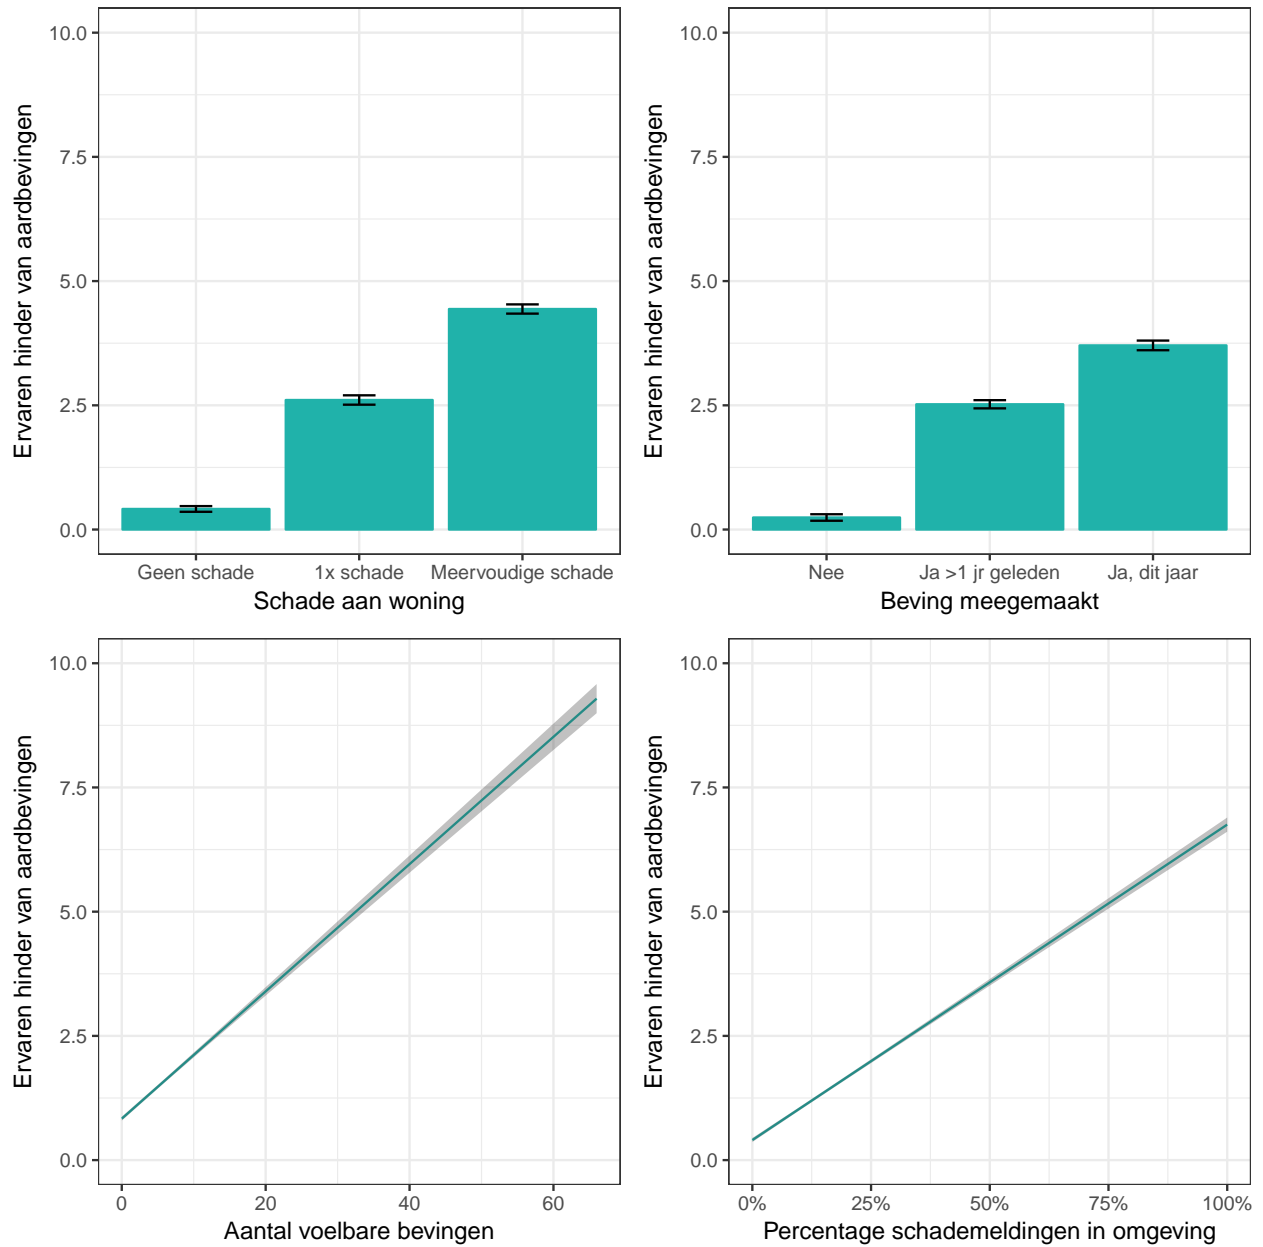 Ervaren hinder van aardbevingen
10.0
7.5
5.0
2.5
0.0
Geen schade 1x schade Meervoudige schade
Schade aan woning
Ervaren hinder van aardbevingen
10.0
7.5
5.0
2.5
0.0
Nee Ja >1 jr geleden Ja, dit jaar
Beving meegemaakt
Ervaren hinder van aardbevingen
10.0
7.5
5.0
2.5
0.0
0 20 40 60
Aantal voelbare bevingen
Ervaren hinder van aardbevingen
10.0
7.5
5.0
2.5
0.0
0% 25% 50% 75% 100%
Percentage schademeldingen in omgeving